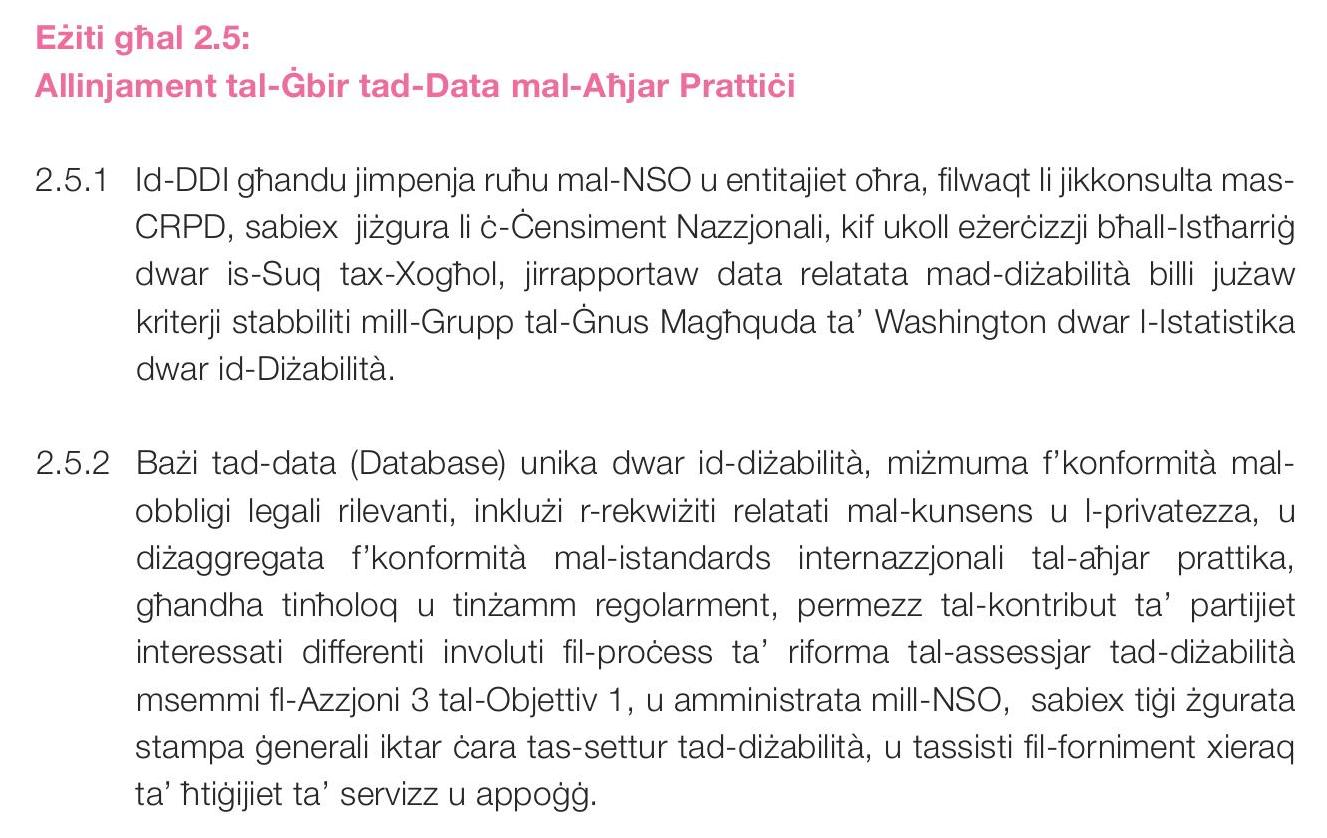 Eżiti għal 2.5:
Allinjament tal-Ġbir tad-Data mal-Aħjar Prattiċi
2.5.1 Id-DDI għandu jimpenja ruħu mal-NSO u entitajiet oħra, filwaqt li jikkonsulta mas-
CRPD, sabiex jiżgura li ċ-Ċensiment Nazzjonali, kif ukoll eżerċizzji bħall-Istħarriġ
dwar is-Suq tax-Xogħol, jirrapportaw data relatata mad-diżabilità billi jużaw
kriterji stabbiliti mill-Grupp tal-Ġnus Magħquda ta’ Washington dwar l-Istatistika
dwar id-Diżabilità.
2.5.2 Bażi tad-data (Database) unika dwar id-diżabilità, miżmuma f’konformità mal-
obbligi legali rilevanti, inklużi r-rekwiżiti relatati mal-kunsens u l-privatezza, u
diżaggregata f’konformità mal-istandards internazzjonali tal-aħjar prattika,
għandha tinħoloq u tinżamm regolarment, permezz tal-kontribut ta’ partijiet
interessati differenti involuti fil-proċess ta’ riforma tal-assessjar tad-diżabilità
msemmi fl-Azzjoni 3 tal-Objettiv 1, u amministrata mill-NSO, sabiex tiġi żgurata
stampa ġenerali iktar ċara tas-settur tad-diżabilità, u tassisti fil-forniment xieraq
ta’ ħtiġijiet ta’ servizz u appoġġ.